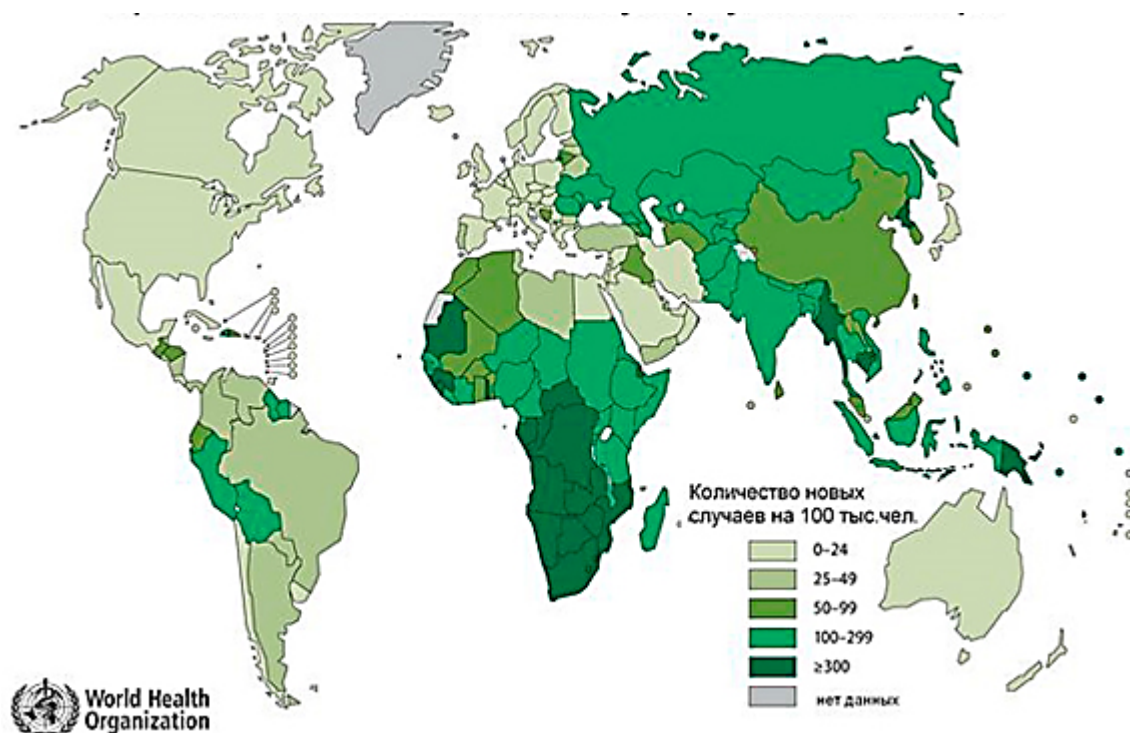 Количество новых
случаев на 100 тыс.чел.
0–24
25–49
50–99
100–299
≥300
нет данных
World Health
Organization